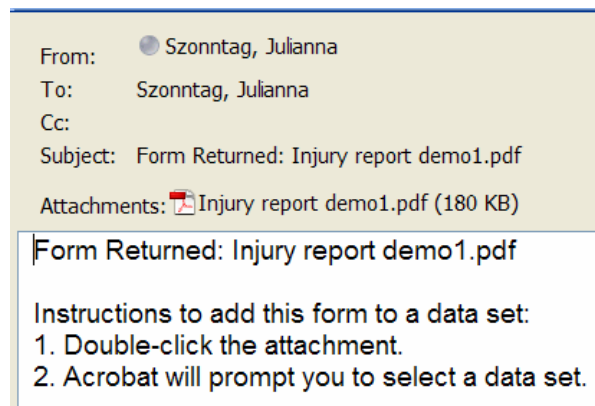 From: Szonntag, Julianna
To: Szonntag, Julianna
Cc:
Subject: Form Returned: Injury report demo1.pdf
Attachments: Injury report demo1.pdf (180 KB)
Form Returned: Injury report demo1.pdf
Instructions to add this form to a data set:
1. Double-click the attachment.
2. Acrobat will prompt you to select a data set.